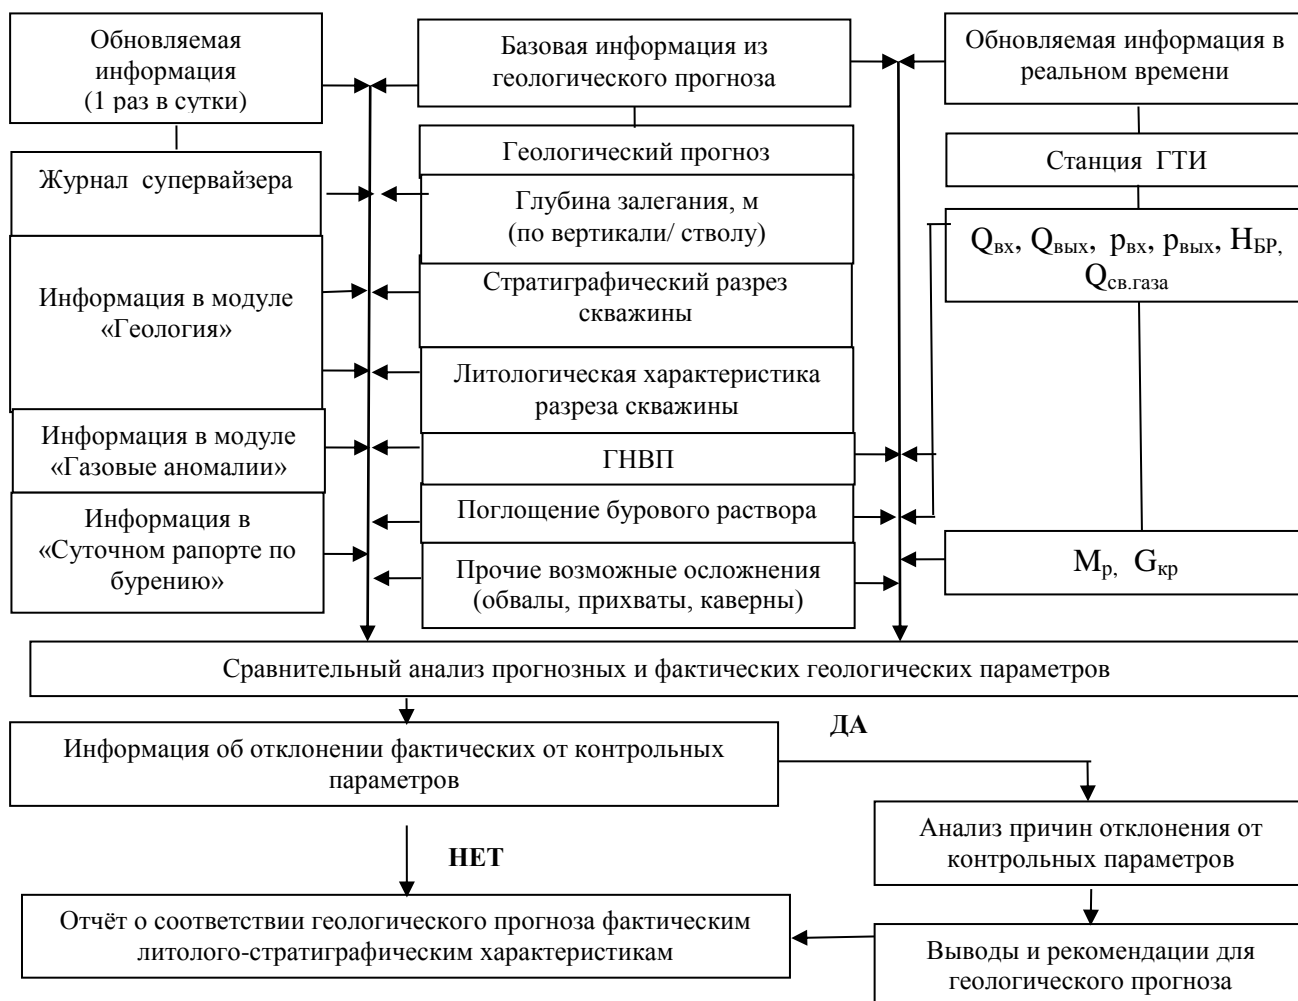 Обновляемая
информация
(1 раз в сутки)
Базовая информация из
геологического прогноза
Обновляемая информация в
реальном времени
Журнал супервайзера
Информация в модуле
«Геология»
Информация в модуле
«Газовые аномалии»
Информация в
«Суточном рапорте по
бурению»
Геологический прогноз
Глубина залегания, м
(по вертикали/ стволу)
Стратиграфический разрез
скважины
Литологическая характеристика
разреза скважины
ГНВП
Поглощение бурового раствора
Прочие возможные осложнения
(обвалы, прихваты, каверны)
Станция ГТИ
Qвх, Qвых, pвх, pвых, HБР,
Qсв.газа
Mр, Gкр
Сравнительный анализ прогнозных и фактических геологических параметров
Информация об отклонении фактических от контрольных
параметров
ДА
Анализ причин отклонения от
контрольных параметров
НЕТ
Отчёт о соответствии геологического прогноза фактическим
литолого-стратиграфическим характеристикам
Выводы и рекомендации для
геологического прогноза